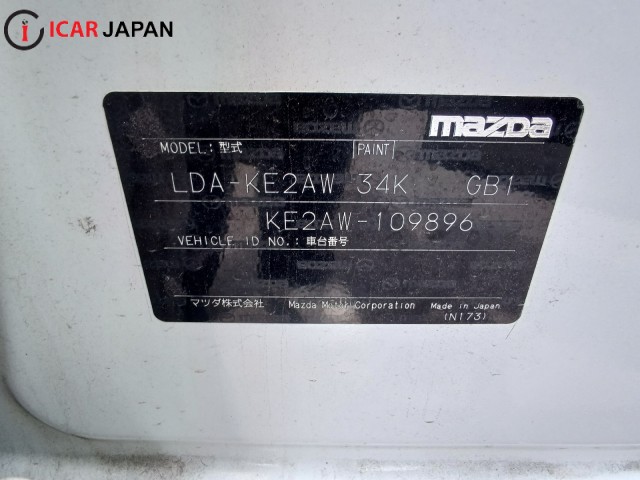 ICAR JAPAN
mazda
MODEL: 型式 PAINT
LDA-KE2AW 34K GB1
KE2AW-109896
VEHICLE ID NO.: 車台番号
マツダ株式会社 Mazda Motor Corporation Made in Japan
(N173)